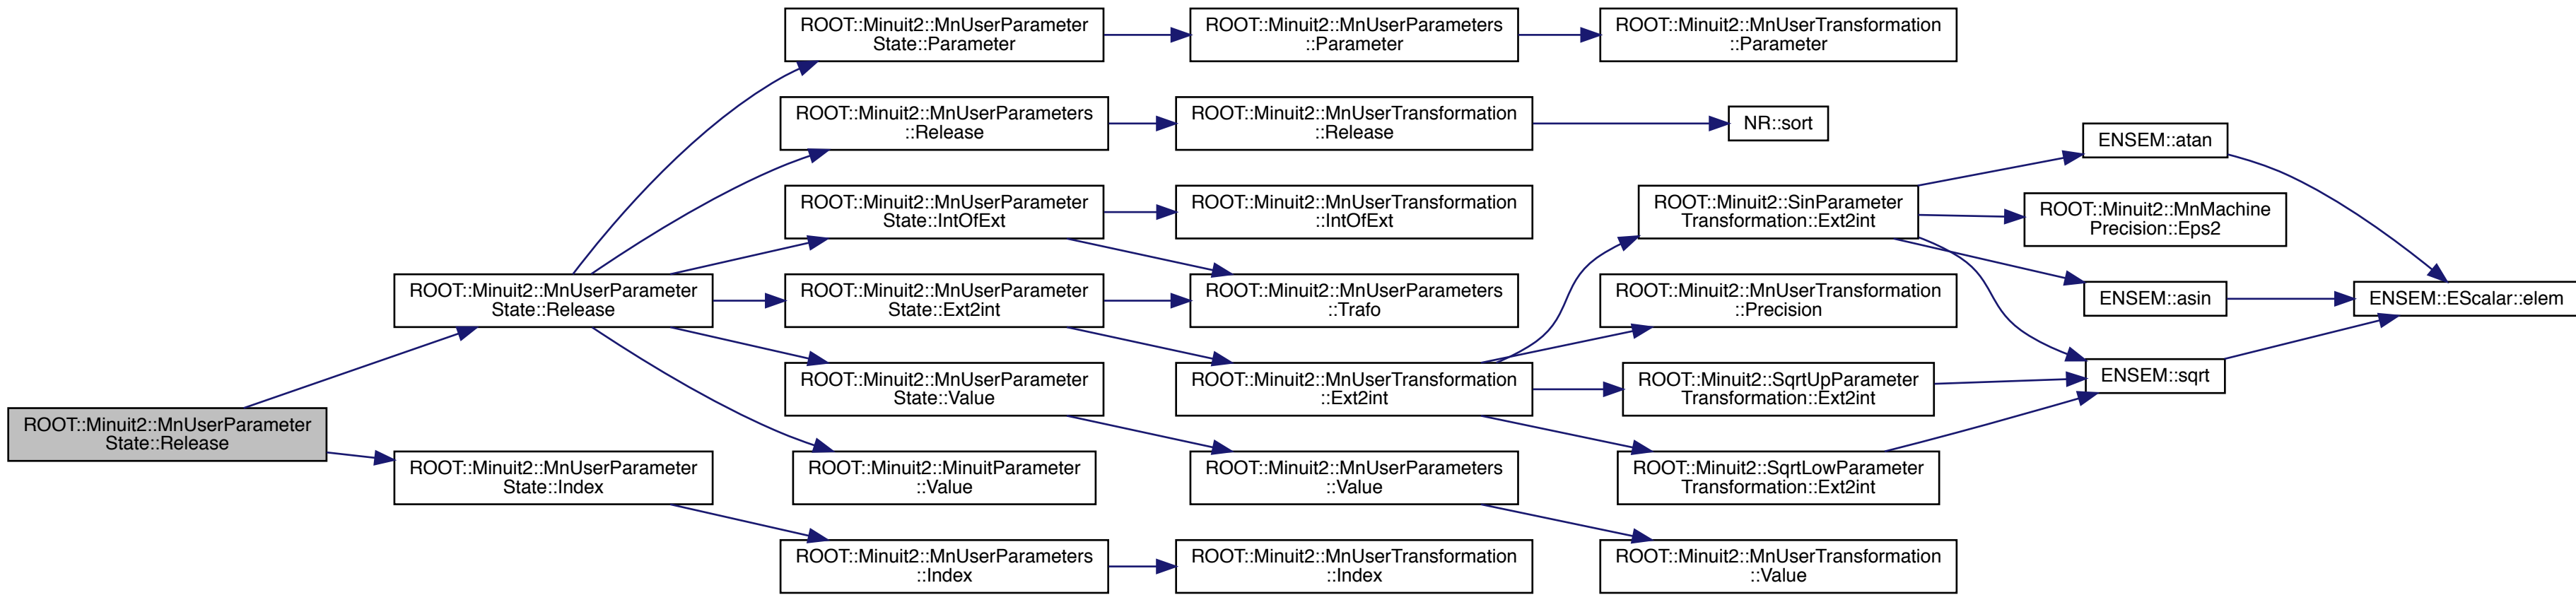 ROOT::Minuit2::MnUserParameter
State::Release
ROOT::Minuit2::MnUserParameter
State::Release
ROOT::Minuit2::MnUserParameter
State::Index
ROOT::Minuit2::MnUserParameter
State::Parameter
ROOT::Minuit2::MnUserParameters
::Release
ROOT::Minuit2::MnUserParameter
State::IntOfExt
ROOT::Minuit2::MnUserParameter
State::Ext2int
ROOT::Minuit2::MnUserParameter
State::Value
ROOT::Minuit2::MinuitParameter
::Value
ROOT::Minuit2::MnUserParameters
::Index
ROOT::Minuit2::MnUserParameters
::Parameter
ROOT::Minuit2::MnUserTransformation
::Release
ROOT::Minuit2::MnUserTransformation
::IntOfExt
ROOT::Minuit2::MnUserParameters
::Trafo
ROOT::Minuit2::MnUserTransformation
::Ext2int
ROOT::Minuit2::MnUserParameters
::Value
ROOT::Minuit2::MnUserTransformation
::Index
ROOT::Minuit2::MnUserTransformation
::Parameter
NR::sort
ROOT::Minuit2::SinParameter
Transformation::Ext2int
ROOT::Minuit2::MnUserTransformation
::Precision
ROOT::Minuit2::SqrtUpParameter
Transformation::Ext2int
ROOT::Minuit2::SqrtLowParameter
Transformation::Ext2int
ROOT::Minuit2::MnUserTransformation
::Value
ENSEM::atan
ROOT::Minuit2::MnMachine
Precision::Eps2
ENSEM::asin
ENSEM::sqrt
ENSEM::EScalar::elem